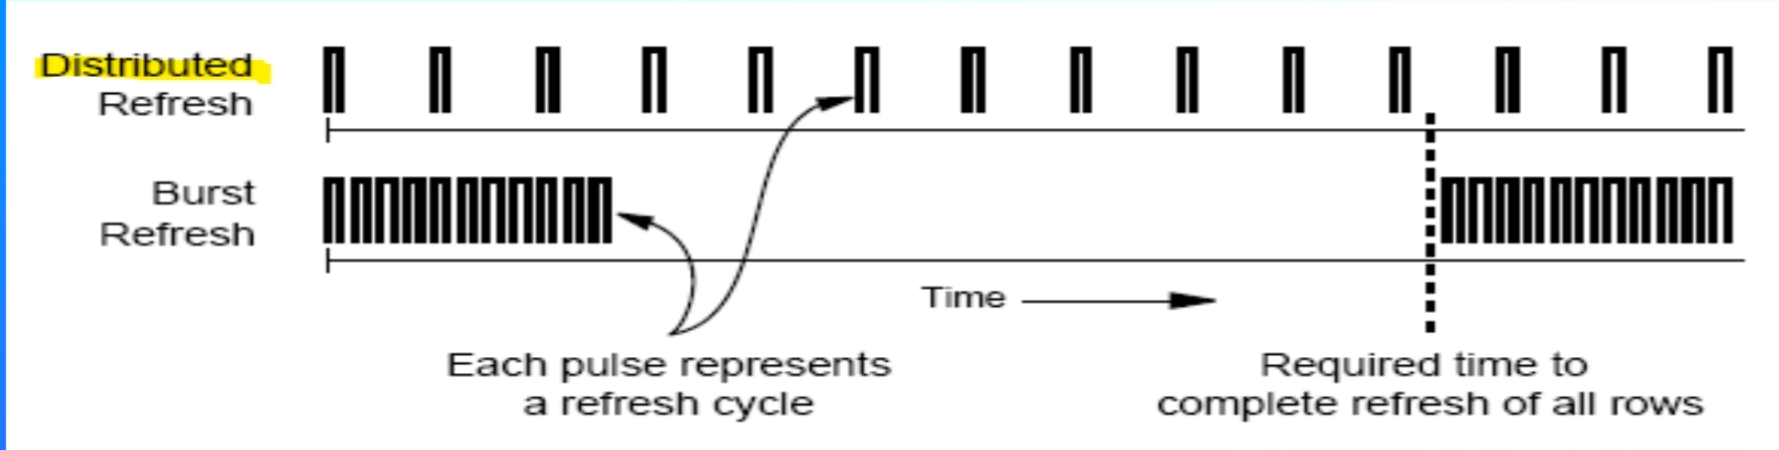 Distributed
Refresh
Burst
Refresh
Time
Each pulse represents
a refresh cycle
Required time to
complete refresh of all rows